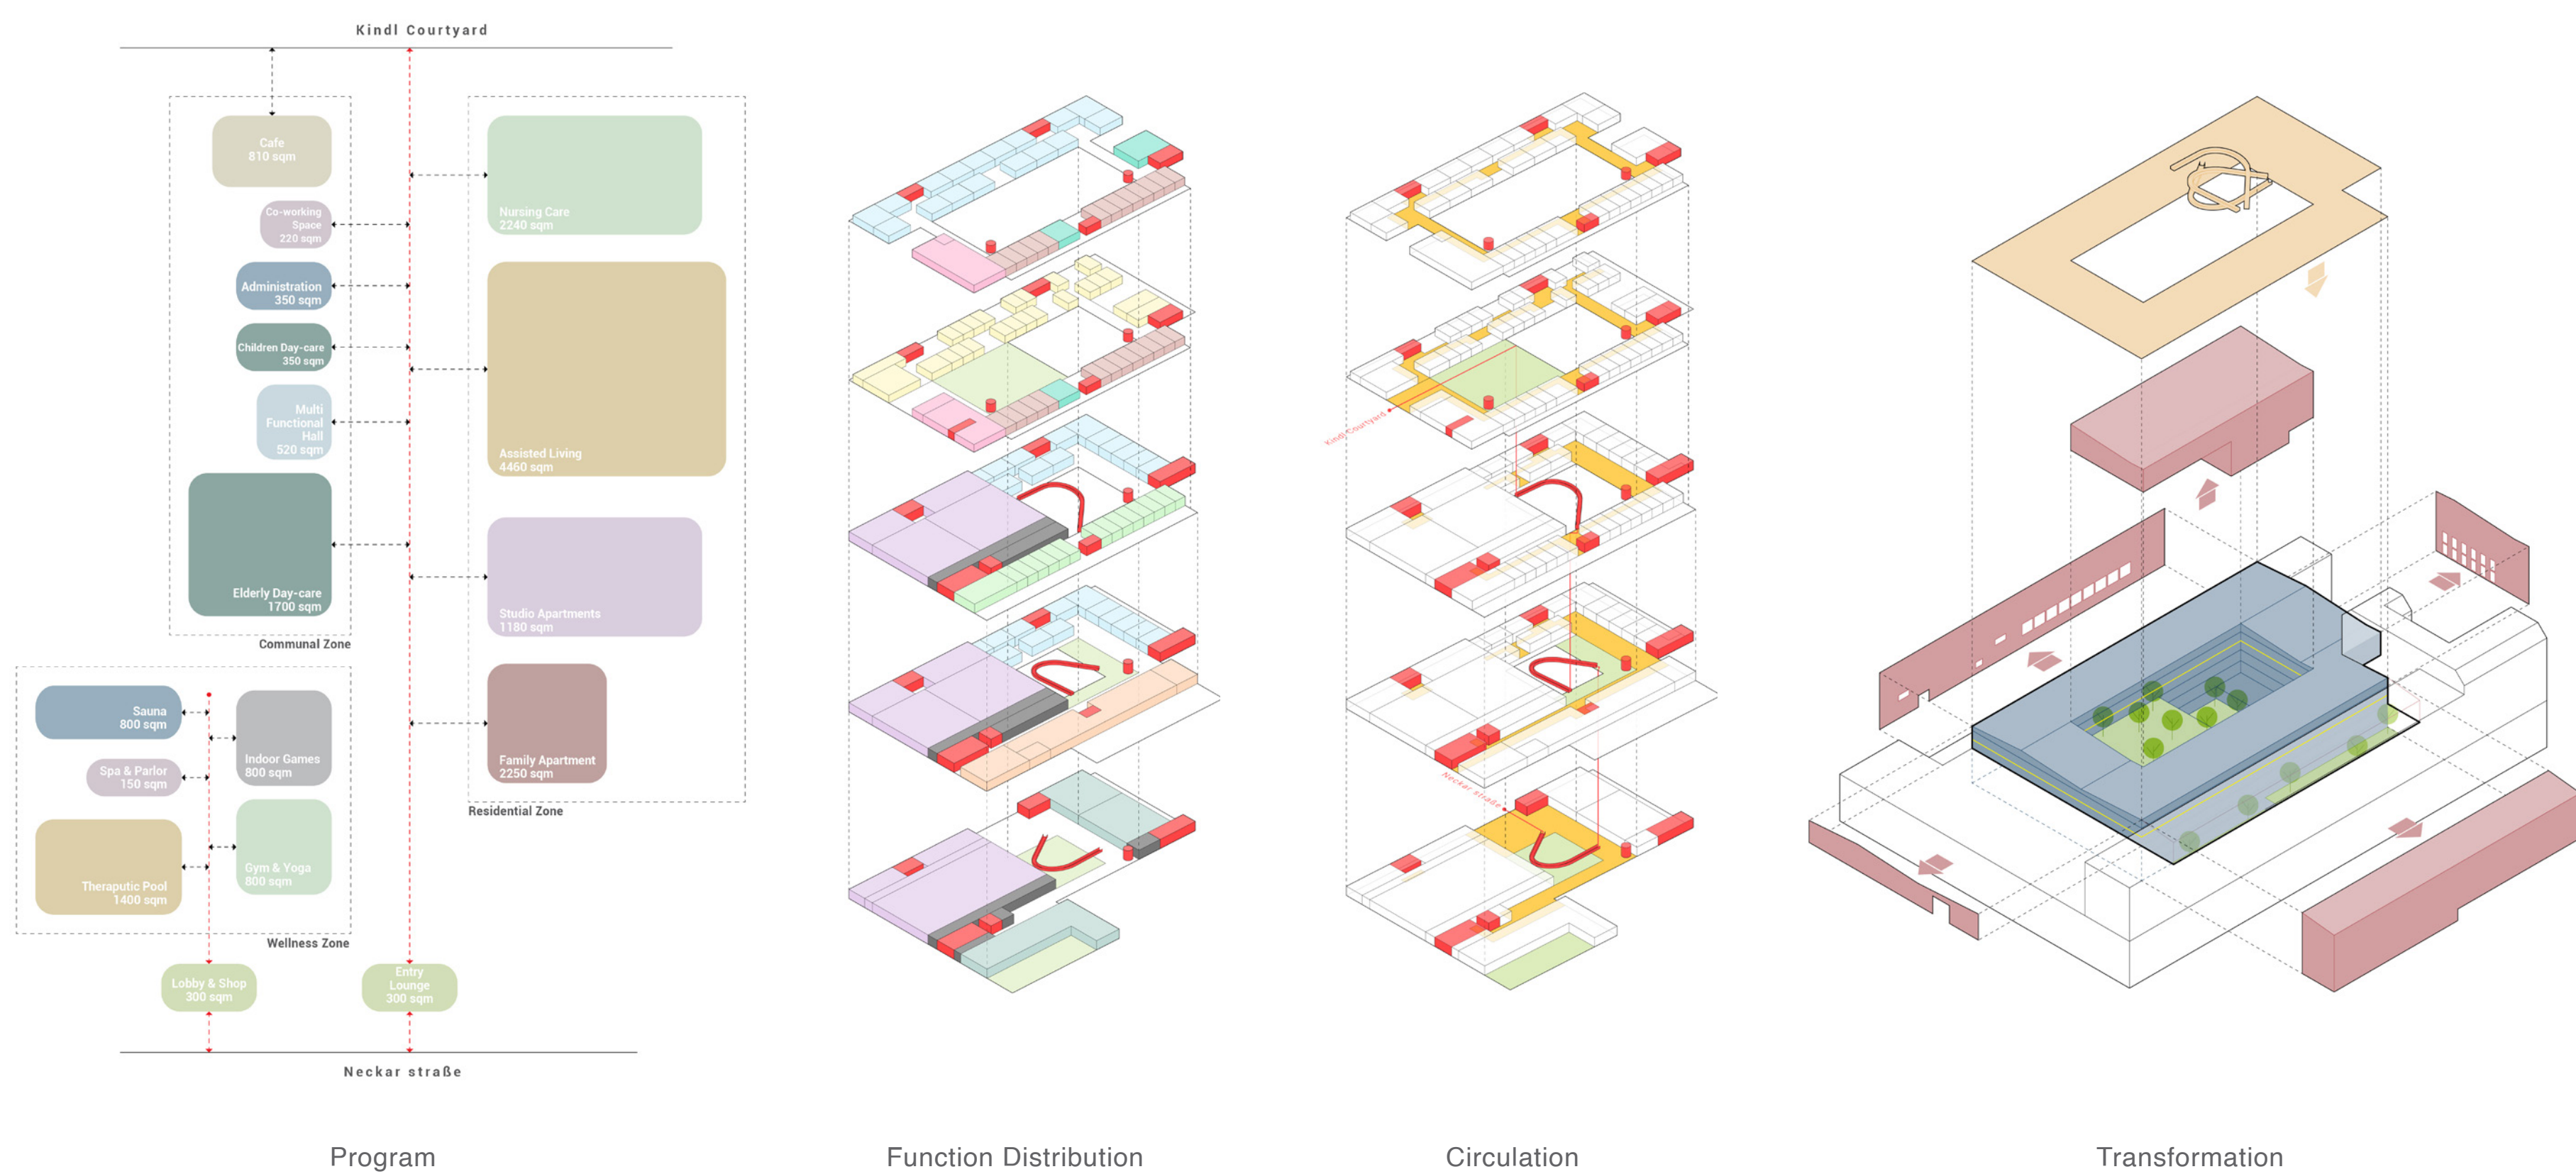 Kindl Courtyard
Cafe
810 sqm
Co-working
Space
220 sqm
Administration
350 sqm
Children Day-care
350 sqm
Multi
Functional
Hall
520 sqm
Elderly Day-care
1700 sqm
Communal Zone
Nursing Care
2240 sqm
Assisted Living
4460 sqm
Studio Apartments
1180 sqm
Family Apartment
2250 sqm
Residential Zone
Sauna
800 sqm
Spa & Parlor
150 sqm
Theraputic Pool
1400 sqm
Indoor Games
800 sqm
Gym & Yoga
800 sqm
Wellness Zone
Lobby & Shop
300 sqm
Entry
Lounge
300 sqm
Neckar straße
Kindl Courtyard
Neckar straße
Program
Function Distribution
Circulation
Transformation